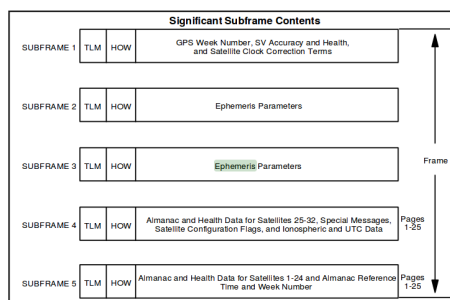 Significant Subframe Contents
SUBFRAME 1 TLM HOW GPS Week Number, SV Accuracy and Health,
and Satellite Clock Correction Terms
SUBFRAME 2 TLM HOW Ephemeris Parameters
SUBFRAME 3 TLM HOW Ephemeris Parameters
Frame
SUBFRAME 4 TLM HOW Almanac and Health Data for Satellites 25-32, Special Messages,
Satellite Configuration Flags, and Ionospheric and UTC Data
Pages
1-25
SUBFRAME 5 TLM HOW Almanac and Health Data for Satellites 1-24 and Almanac Reference
Time and Week Number
Pages
1-25